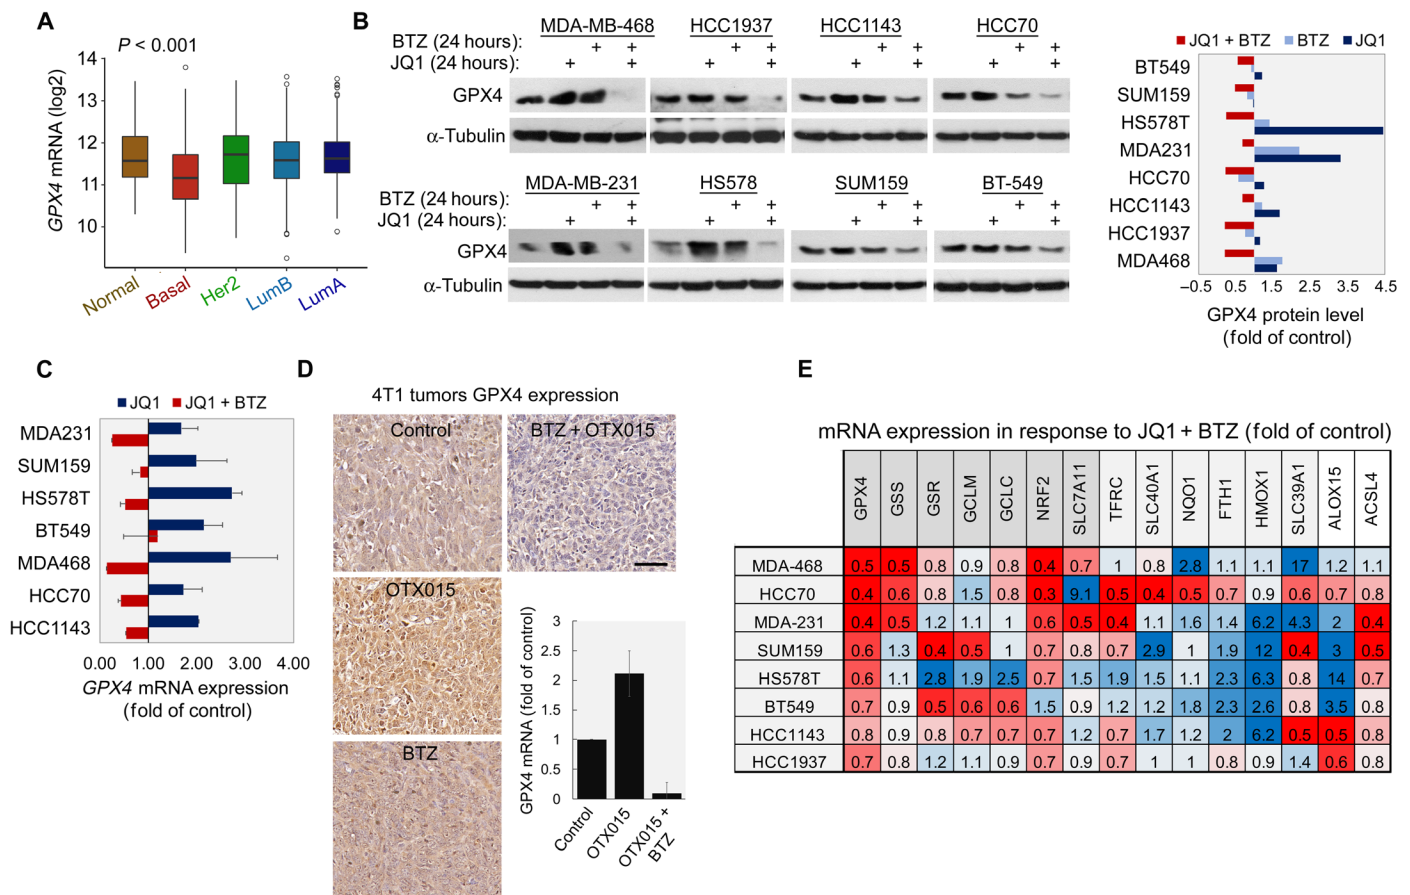 A
P < 0.001
GPX4 mRNA (log2)
14
13
12
11
10
Normal
Basal
Her2
LumB
LumA
B
MDA-MB-468 HCC1937 HCC1143 HCC70
BTZ (24 hours): + + + + + + + +
JQ1 (24 hours): + + + + + + + +
GPX4
α-Tubulin
MDA-MB-231 HS578 SUM159 BT-549
BTZ (24 hours): + + + + + + + +
JQ1 (24 hours): + + + + + + + +
GPX4
α-Tubulin
JQ1 + BTZ BTZ JQ1
BT549
SUM159
HS578T
MDA231
HCC70
HCC1143
HCC1937
MDA468
−0.5 0.5 1.5 2.5 3.5 4.5
GPX4 protein level
(fold of control)
C
JQ1 JQ1 + BTZ
MDA231
SUM159
HS578T
BT549
MDA468
HCC70
HCC1143
0.00 1.00 2.00 3.00 4.00
GPX4 mRNA expression
(fold of control)
D
4T1 tumors GPX4 expression
Control
BTZ + OTX015
OTX015
BTZ
GPX4 mRNA (fold of control)
3
2.5
2
1.5
1
0.5
0
Control
OTX015
OTX015 +
BTZ
E
mRNA expression in response to JQ1 + BTZ (fold of control)
GPX4 GSS GSR GCLM GCLC NRF2 SLC7A11 TFRC SLC40A1 NQO1 FTH1 HMOX1 SLC39A1 ALOX15 ACSL4
MDA-468 0.5 0.5 0.8 0.9 0.8 0.4 0.7 1 0.8 2.8 1.1 1.1 17 1.2 1.1
HCC70 0.4 0.6 0.8 1.5 0.8 0.3 9.1 0.5 0.4 0.5 0.7 0.9 0.6 0.7 0.8
MDA-231 0.4 0.5 1.2 1.1 1 0.6 0.5 0.4 1.1 1.6 1.4 6.2 4.3 2 0.4
SUM159 0.6 1.3 0.4 0.5 1 0.7 0.8 0.7 2.9 1 1.9 12 0.4 3 0.5
HS578T 0.6 1.1 2.8 1.9 2.5 0.7 1.5 1.9 1.5 1.1 2.3 6.3 0.8 14 0.7
BT549 0.7 0.9 0.5 0.6 0.6 1.5 0.9 1.2 1.2 1.8 2.3 2.6 0.8 3.5 0.8
HCC1143 0.8 0.9 0.8 0.7 0.7 0.7 1.2 0.7 1.7 1.2 2 6.2 0.5 0.5 0.8
HCC1937 0.7 0.8 1.2 1.1 0.9 0.7 0.9 0.7 1 1 0.8 0.9 1.4 0.6 0.8